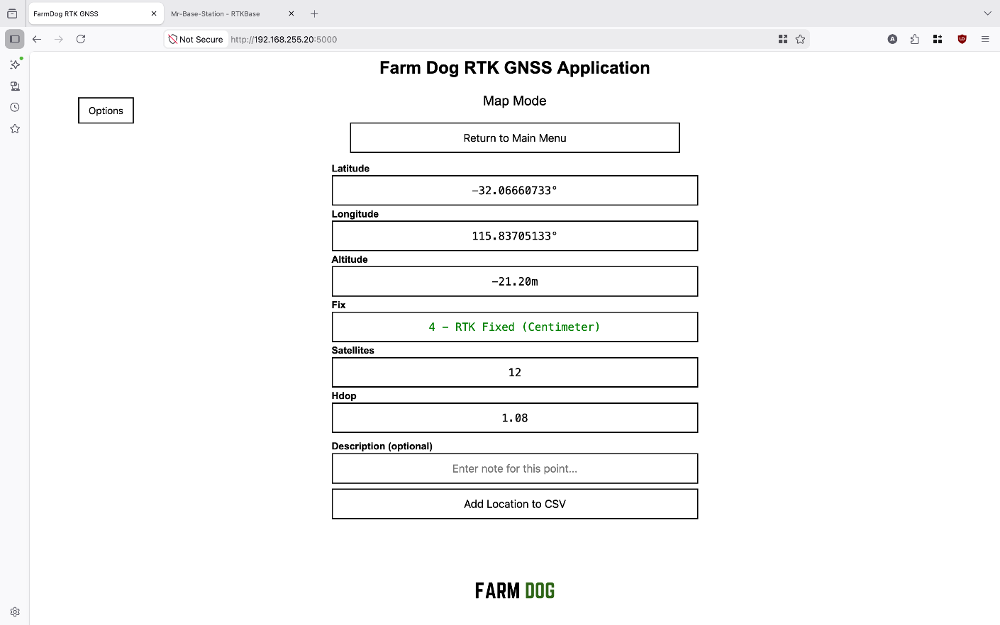 FarmDog RTK GNSS
Mr-Base-Station - RTKBase
Not Secure
http://192.168.255.20:5000
A
Farm Dog RTK GNSS Application
Options
Map Mode
Return to Main Menu
Latitude
-32.06660733°
Longitude
115.83705133°
Altitude
-21.20m
Fix
4 - RTK Fixed (Centimeter)
Satellites
12
Hdop
1.08
Description (optional)
Enter note for this point...
Add Location to CSV
FARM DOG